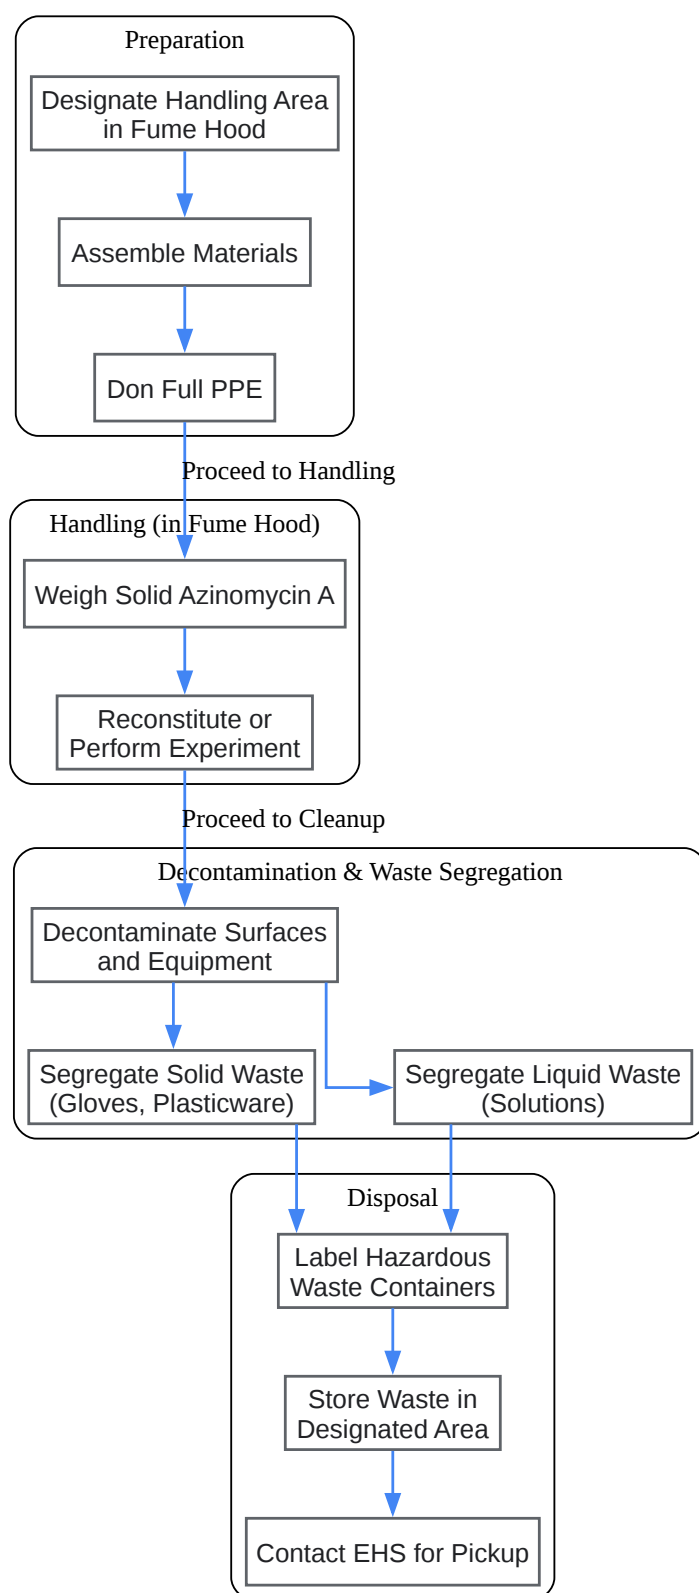 Preparation
Designate Handling Area
in Fume Hood
Assemble Materials
Don Full PPE
Proceed to Handling
Handling (in Fume Hood)
Weigh Solid Azinomycin A
Reconstitute or
Perform Experiment
Proceed to Cleanup
Decontamination & Waste Segregation
Decontaminate Surfaces
and Equipment
Segregate Solid Waste
(Gloves, Plasticware)
Segregate Liquid Waste
(Solutions)
Disposal
Label Hazardous
Waste Containers
Store Waste in
Designated Area
Contact EHS for Pickup